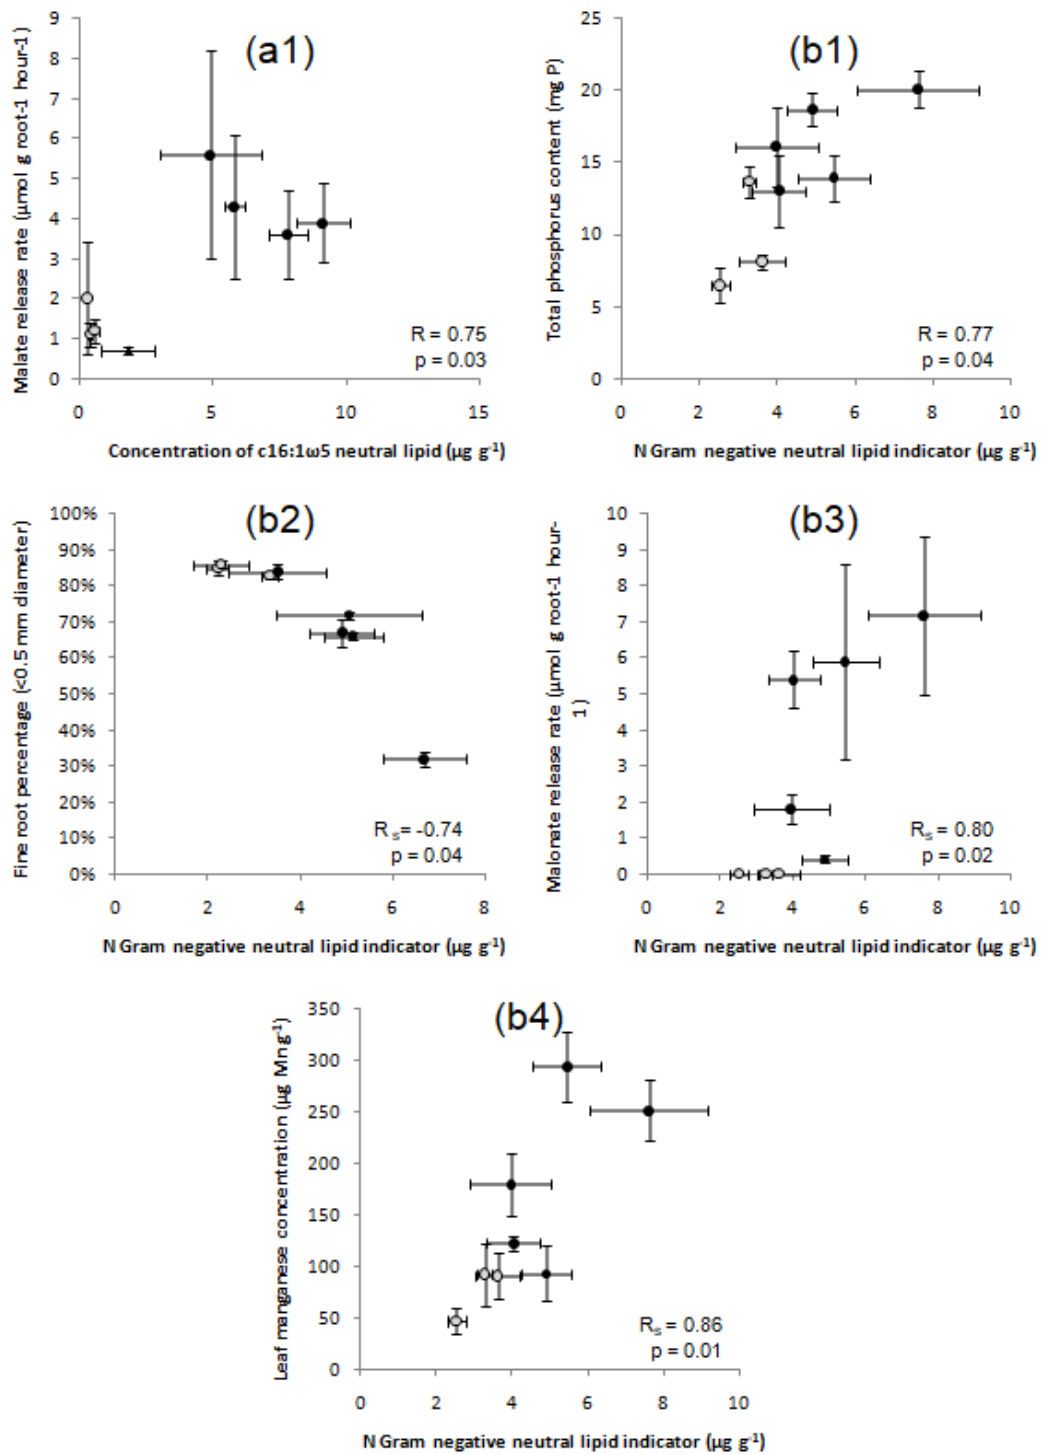 (a1)
Malate release rate (µmol g root-1 hour-1)
9
8
7
6
5
4
3
2
1
0
0 5 10 15
R = 0.75
p = 0.03
Concentration of c16:1ω5 neutral lipid (µg g-1)
(b1)
Total phosphorus content (mg P)
25
20
15
10
5
0
0 2 4 6 8 10
R = 0.77
p = 0.04
N Gram negative neutral lipid indicator (µg g-1)
(b2)
Fine root percentage (<0.5 mm diameter)
100%
90%
80%
70%
60%
50%
40%
30%
20%
10%
0%
0 2 4 6 8
Rs= -0.74
p = 0.04
N Gram negative neutral lipid indicator (µg g-1)
(b3)
Malonate release rate (µmol g root-1 hour-
1)
10
9
8
7
6
5
4
3
2
1
0
0 2 4 6 8 10
Rs = 0.80
p = 0.02
N Gram negative neutral lipid indicator (µg g-1)
(b4)
Leaf manganese concentration (µg Mn g-1)
350
300
250
200
150
100
50
0
0 2 4 6 8 10
Rs = 0.86
p = 0.01
N Gram negative neutral lipid indicator (µg g-1)